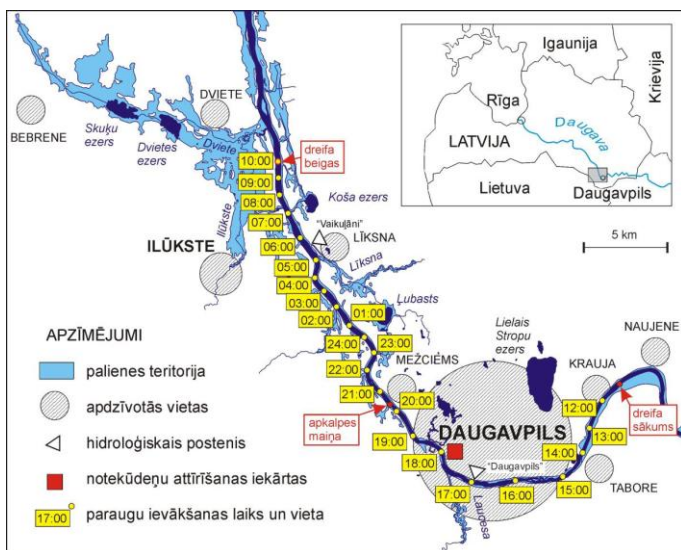 Igaunija
Krievija
Rīga
Daugava
LATVIJA
Lietuva
Daugavpils
5 km
BEBRENE
Skuķu
ezers
Dvietes
ezers
DVIETE
Dviete
10:00
dreifa
beigas
09:00
08:00
Koša ezers
07:00
"Vaikuļāni"
Ilūkste
06:00
LĪKSNA
ILŪKSTE
05:00
Līksna
04:00
03:00
01:00
Ļubasts
02:00
24:00
23:00
MEŽCIEMS
22:00
21:00
20:00
apkalpes
maiņa
19:00
18:00
Lielais
Stropu
ezers
NAUJENE
KRAUJA
12:00
dreifa
sākums
DAUGAVPILS
13:00
14:00
"Daugavpils"
TABORE
17:00
16:00
15:00
Laucesa
APZĪMĒJUMI
palienes teritorija
apdzīvotās vietas
hidroloģiskais postenis
notekūdeņu attīrīšanas iekārtas
17:00 paraugu ievākšanas laiks un vieta